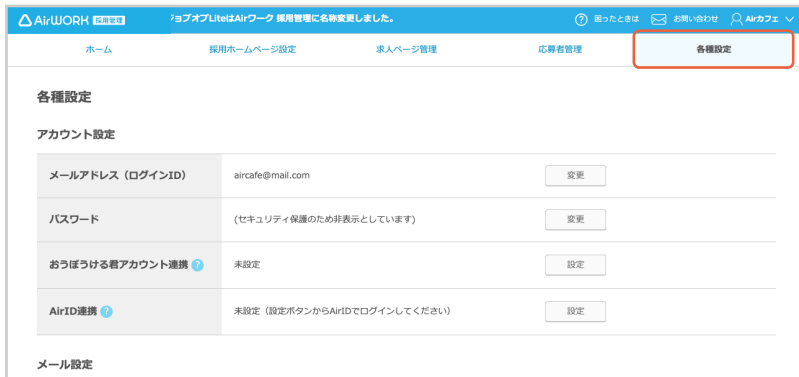 AirWORK 採用管理 ジョブオプLiteはAirワーク 採用管理に名称変更しました。 ? 困ったときは お問い合わせ Airカフェ
ホーム 採用ホームページ設定 求人ページ管理 応募者管理 各種設定
各種設定
アカウント設定
メールアドレス（ログインID） aircafe@mail.com 変更
パスワード (セキュリティ保護のため非表示としています) 変更
おうぼうける君アカウント連携 ? 未設定 設定
AirID連携 ? 未設定（設定ボタンからAirIDでログインしてください） 設定
メール設定